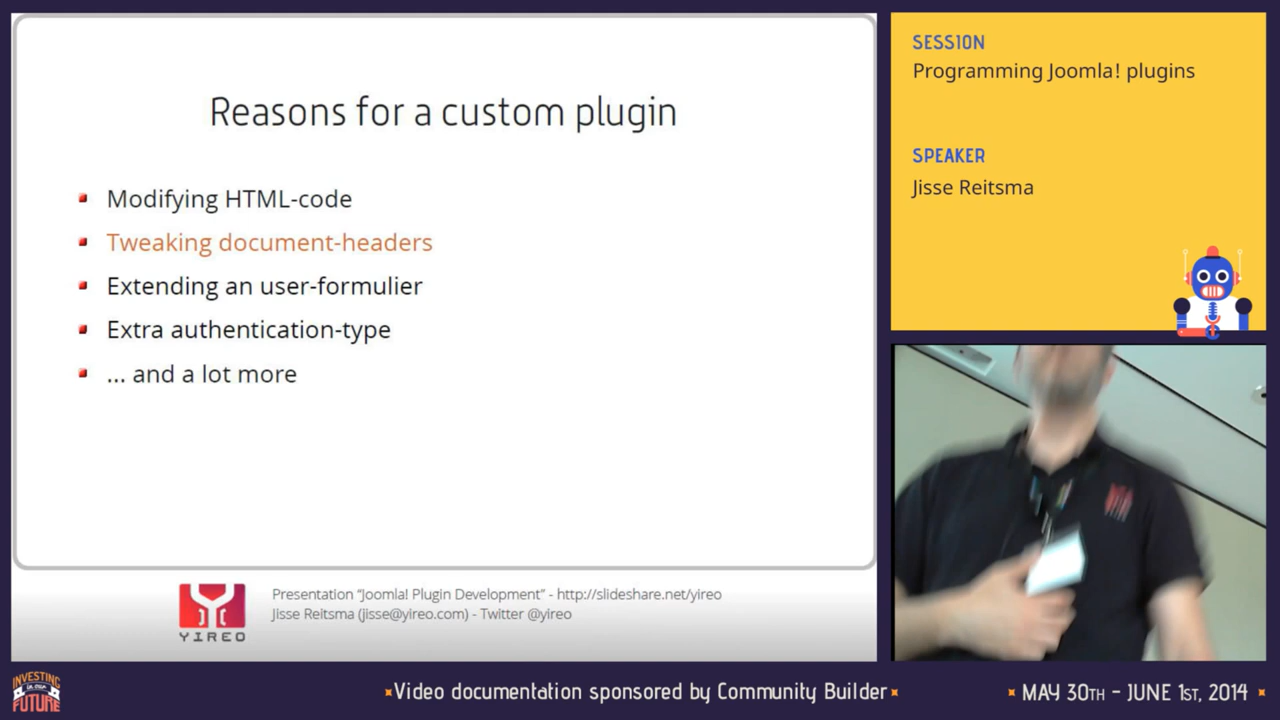 Reasons for a custom plugin
Modifying HTML-code
Tweaking document-headers
Extending an user-formulier
Extra authentication-type
... and a lot more
YIREO
Presentation “Joomla! Plugin Development” - http://slideshare.net/yireo
Jisse Reitsma (jisse@yireo.com) - Twitter @yireo
SESSION
Programming Joomla! plugins
SPEAKER
Jisse Reitsma
INVESTING
IN OUR
FUTURE
Video documentation sponsored by Community Builder
MAY 30TH - JUNE 1ST, 2014